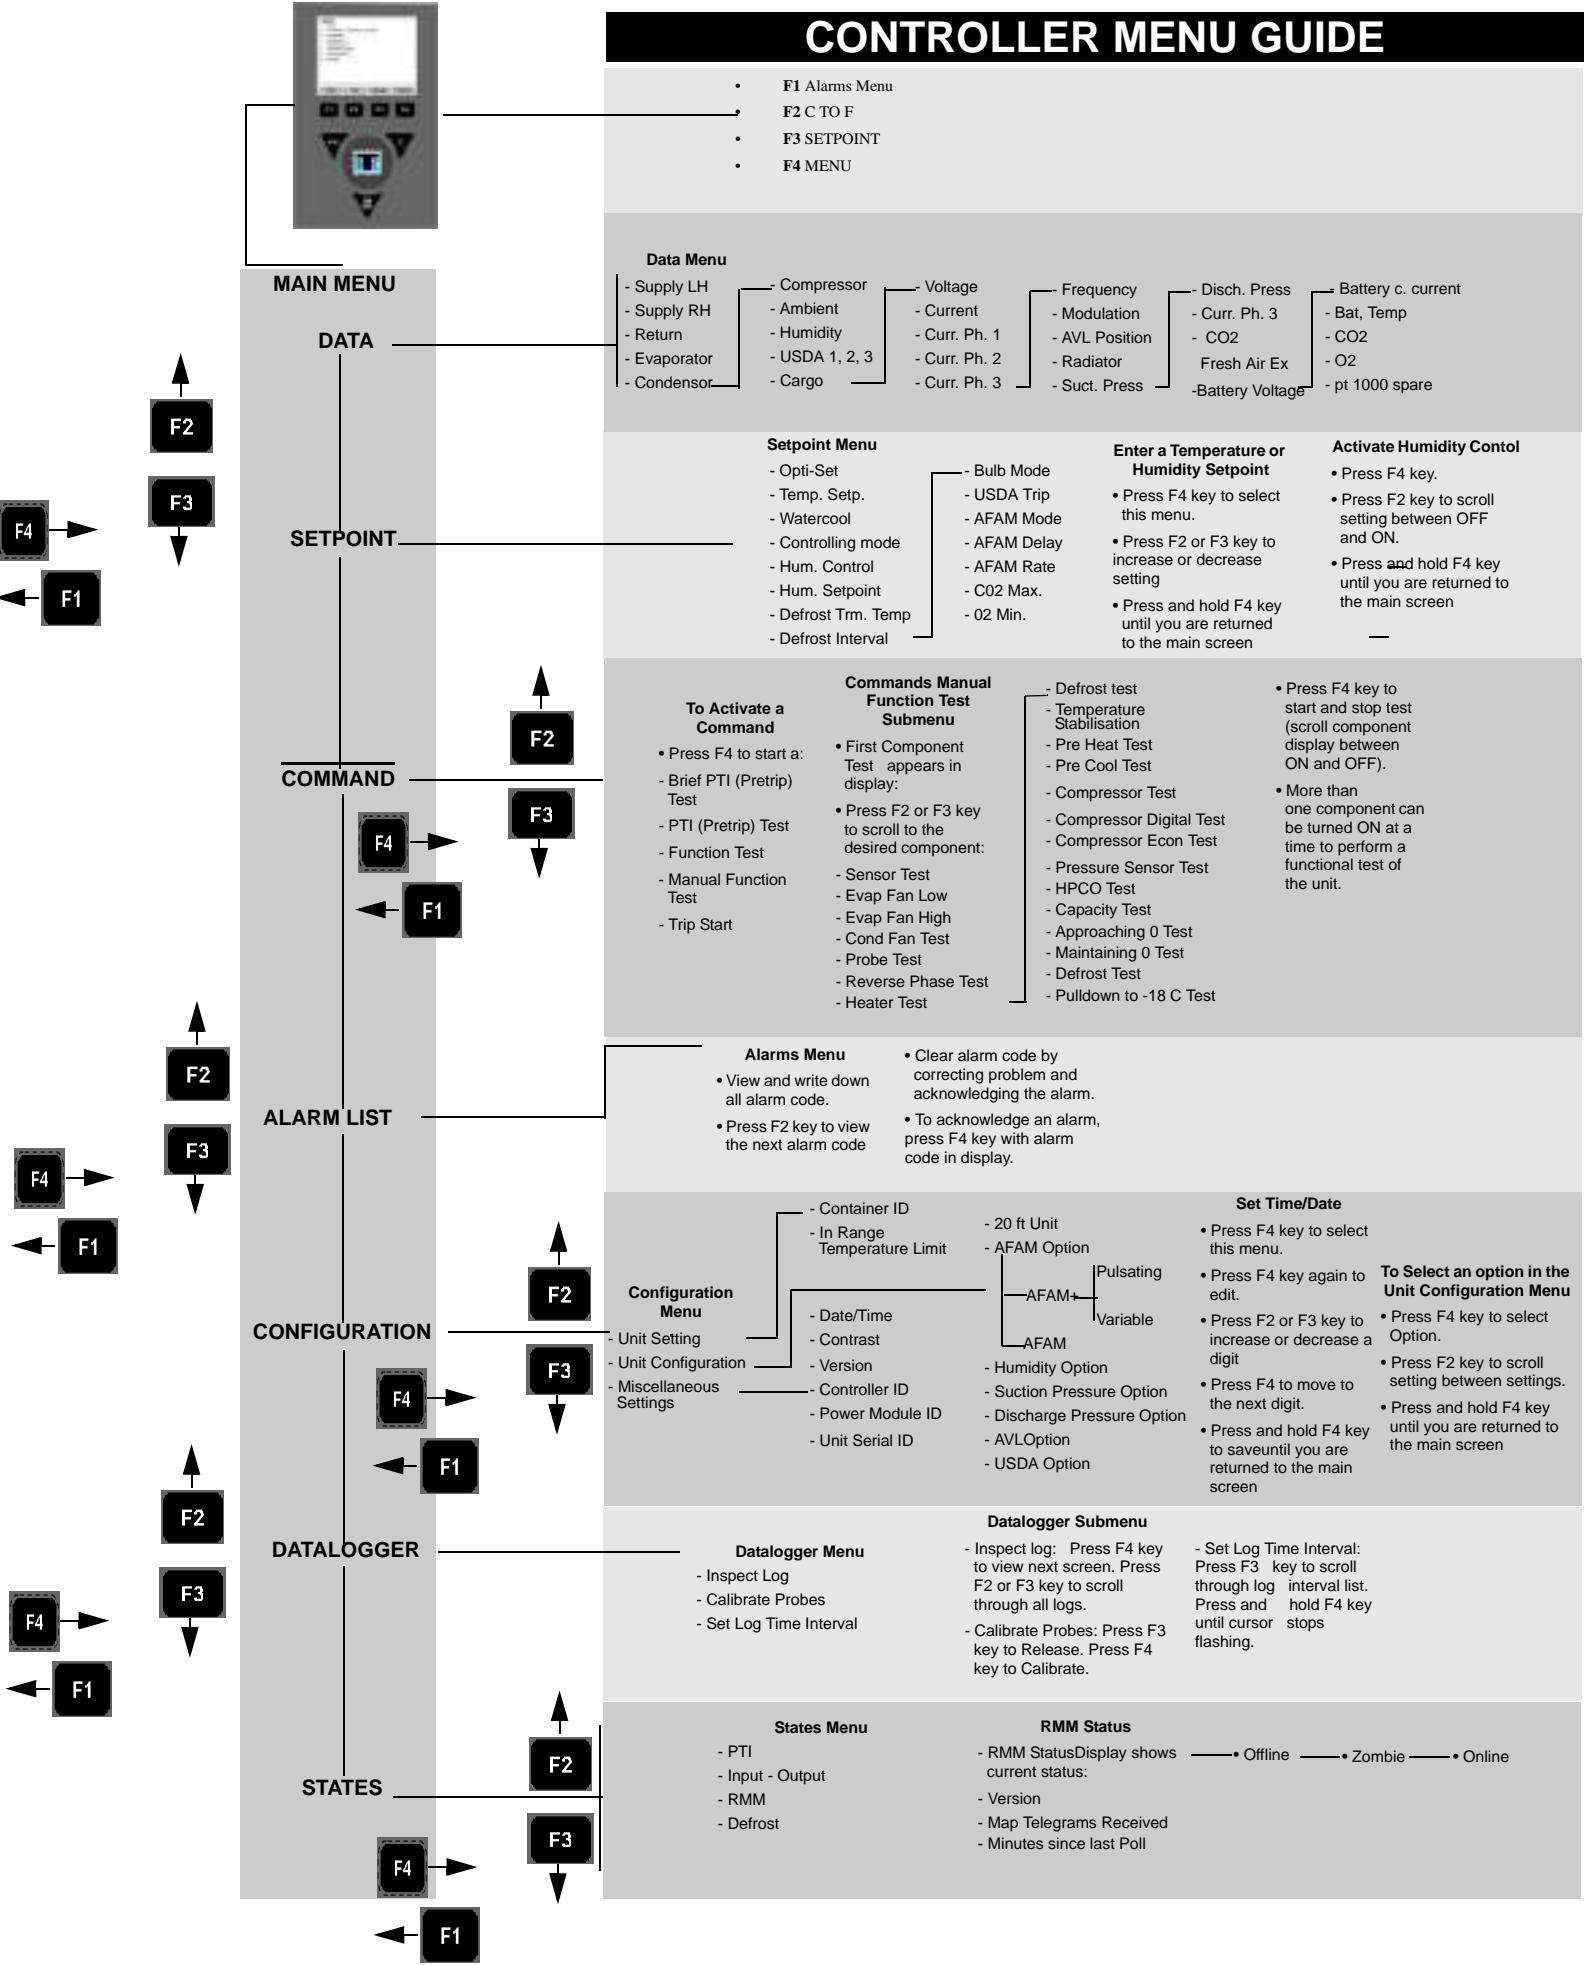 CONTROLLER MENU GUIDE
• F1 Alarms Menu
• F2 C TO F
• F3 SETPOINT
• F4 MENU
MAIN MENU
DATA
Data Menu
- Supply LH
- Supply RH
- Return
- Evaporator
- Condensor
- Compressor
- Ambient
- Humidity
- USDA 1, 2, 3
- Cargo
- Voltage
- Current
- Curr. Ph. 1
- Curr. Ph. 2
- Curr. Ph. 3
- Frequency
- Modulation
- AVL Position
- Radiator
- Suct. Press
- Disch. Press
- Curr. Ph. 3
- CO2
Fresh Air Ex
-Battery Voltage
- Battery c. current
- Bat, Temp
- CO2
- O2
- pt 1000 spare
F2
F3
F4
F1
SETPOINT
Setpoint Menu
- Opti-Set
- Temp. Setp.
- Watercool
- Controlling mode
- Hum. Control
- Hum. Setpoint
- Defrost Trm. Temp
- Defrost Interval
- Bulb Mode
- USDA Trip
- AFAM Mode
- AFAM Delay
- AFAM Rate
- C02 Max.
- 02 Min.
Enter a Temperature or
Humidity Setpoint
• Press F4 key to select
this menu.
• Press F2 or F3 key to
increase or decrease
setting
• Press and hold F4 key
until you are returned
to the main screen
Activate Humidity Contol
• Press F4 key.
• Press F2 key to scroll
setting between OFF
and ON.
• Press and hold F4 key
until you are returned to
the main screen
COMMAND
F2
F3
F4
F1
To Activate a
Command
• Press F4 to start a:
- Brief PTI (Pretrip)
Test
- PTI (Pretrip) Test
- Function Test
- Manual Function
Test
- Trip Start
Commands Manual
Function Test
Submenu
• First Component
Test appears in
display:
• Press F2 or F3 key
to scroll to the
desired component:
- Sensor Test
- Evap Fan Low
- Evap Fan High
- Cond Fan Test
- Probe Test
- Reverse Phase Test
- Heater Test
- Defrost test
- Temperature
Stabilisation
- Pre Heat Test
- Pre Cool Test
- Compressor Test
- Compressor Digital Test
- Compressor Econ Test
- Pressure Sensor Test
- HPCO Test
- Capacity Test
- Approaching 0 Test
- Maintaining 0 Test
- Defrost Test
- Pulldown to -18 C Test
• Press F4 key to
start and stop test
(scroll component
display between
ON and OFF).
• More than
one component can
be turned ON at a
time to perform a
functional test of
the unit.
F2
F3
F4
F1
ALARM LIST
Alarms Menu
• View and write down
all alarm code.
• Press F2 key to view
the next alarm code
• Clear alarm code by
correcting problem and
acknowledging the alarm.
• To acknowledge an alarm,
press F4 key with alarm
code in display.
CONFIGURATION
F2
F3
F4
F1
Configuration
Menu
- Unit Setting
- Unit Configuration
- Miscellaneous
Settings
- Container ID
- In Range
Temperature Limit
- Date/Time
- Contrast
- Version
- Controller ID
- Power Module ID
- Unit Serial ID
- 20 ft Unit
- AFAM Option
Pulsating
AFAM+
Variable
AFAM
- Humidity Option
- Suction Pressure Option
- Discharge Pressure Option
- AVLOption
- USDA Option
Set Time/Date
• Press F4 key to select
this menu.
• Press F4 key again to
edit.
• Press F2 or F3 key to
increase or decrease a
digit
• Press F4 to move to
the next digit.
• Press and hold F4 key
to saveuntil you are
returned to the main
screen
To Select an option in the
Unit Configuration Menu
• Press F4 key to select
Option.
• Press F2 key to scroll
setting between settings.
• Press and hold F4 key
until you are returned to
the main screen
F2
F3
F4
F1
DATALOGGER
Datalogger Menu
- Inspect Log
- Calibrate Probes
- Set Log Time Interval
Datalogger Submenu
- Inspect log: Press F4 key
to view next screen. Press
F2 or F3 key to scroll
through all logs.
- Calibrate Probes: Press F3
key to Release. Press F4
key to Calibrate.
- Set Log Time Interval:
Press F3 key to scroll
through log interval list.
Press and hold F4 key
until cursor stops
flashing.
STATES
F2
F3
F4
F1
States Menu
- PTI
- Input - Output
- RMM
- Defrost
RMM Status
- RMM StatusDisplay shows
current status:
• Offline
• Zombie
• Online
- Version
- Map Telegrams Received
- Minutes since last Poll